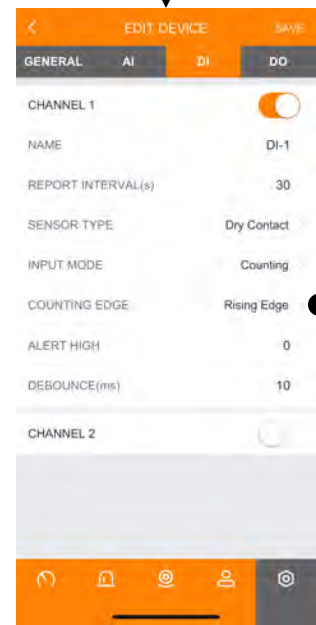 EDIT DEVICE SAVE
GENERAL AI DI DO
CHANNEL 1
NAME DI-1
REPORT INTERVAL(s) 30
SENSOR TYPE Dry Contact
INPUT MODE Counting
COUNTING EDGE Rising Edge
ALERT HIGH 0
DEBOUNCE(ms) 10
CHANNEL 2